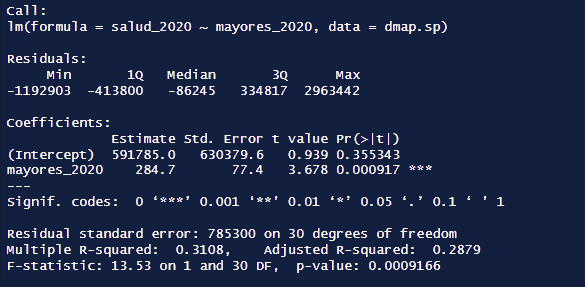 Call:
lm(formula = salud_2020 ~ mayores_2020, data = dmap.sp)
Residuals:
Min 1Q Median 3Q Max
-1192903 -413800 -86245 334817 2963442
Coefficients:
Estimate Std. Error t value Pr(>|t|)
(Intercept) 591785.0 630379.6 0.939 0.355343
mayores_2020 284.7 77.4 3.678 0.000917 ***
---
Signif. codes: 0 ‘***’ 0.001 ‘**’ 0.01 ‘*’ 0.05 ‘.’ 0.1 ‘ ’ 1
Residual standard error: 785300 on 30 degrees of freedom
Multiple R-squared: 0.3108, Adjusted R-squared: 0.2879
F-statistic: 13.53 on 1 and 30 DF, p-value: 0.0009166